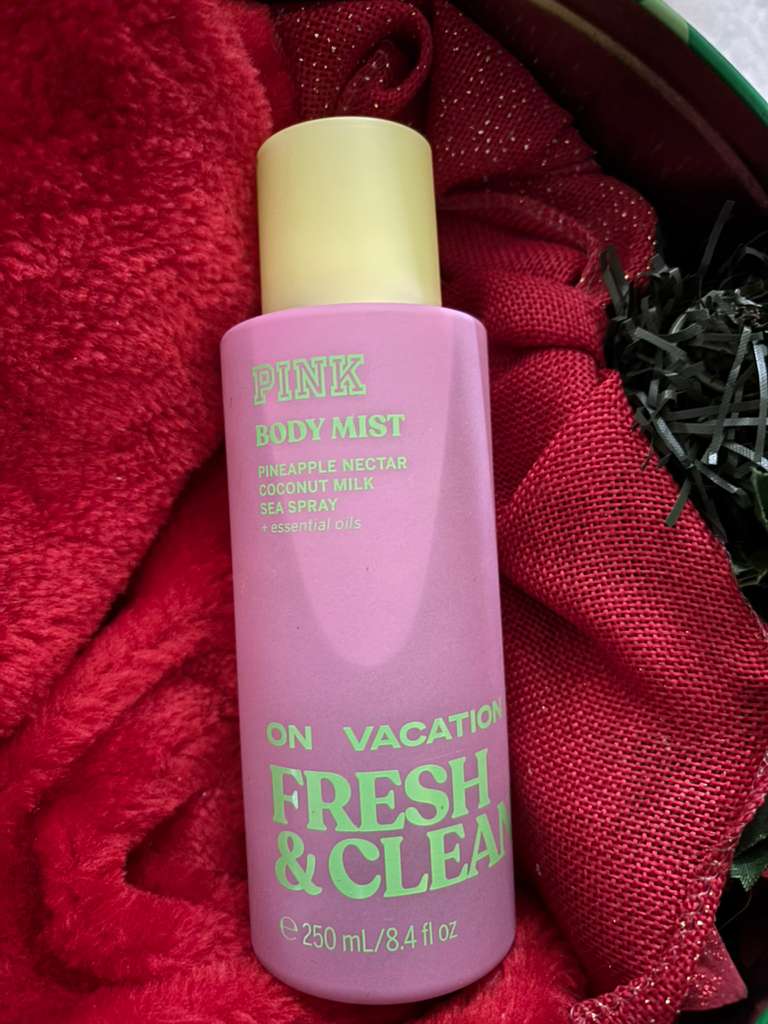 PINK
BODY MIST
PINEAPPLE NECTAR
COCONUT MILK
SEA SPRAY
+ essential oils
ON VACATION
FRESH
& CLEAN
℮ 250 mL/8.4 fl oz